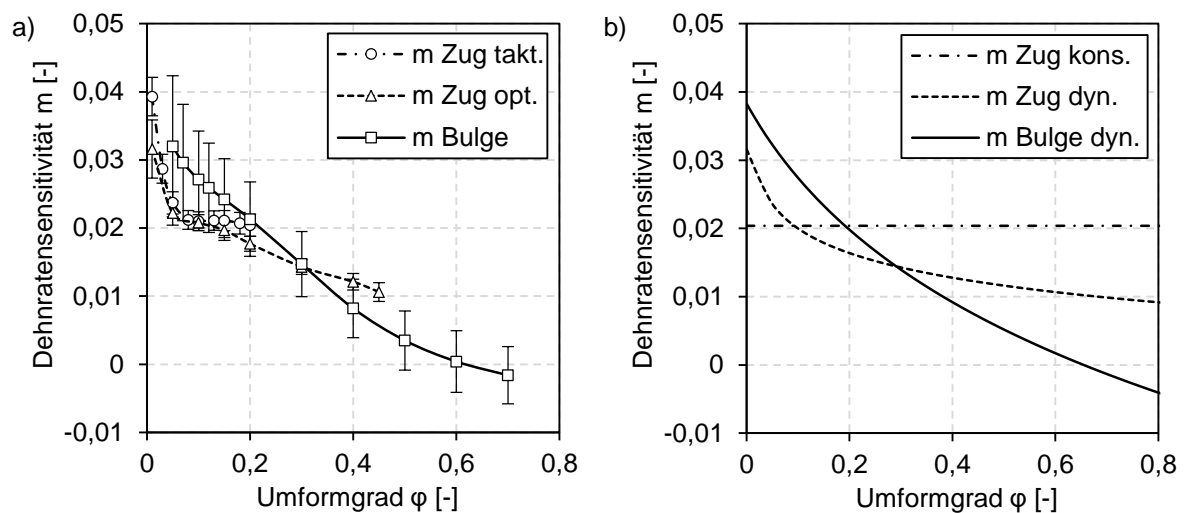 a)
Dehnratensensitivität m [-]
0,05
0,04
0,03
0,02
0,01
0
-0,01
0
0,2
0,4
0,6
0,8
Umformgrad φ [-]
m Zug takt.
m Zug opt.
m Bulge
b)
Dehnratensensitivität m [-]
0,05
0,04
0,03
0,02
0,01
0
-0,01
0
0,2
0,4
0,6
0,8
Umformgrad φ [-]
m Zug kons.
m Zug dyn.
m Bulge dyn.